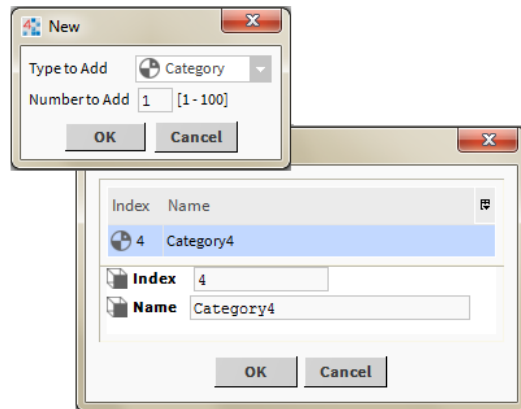 New
Type to Add Category
Number to Add 1 [1 - 100]
OK Cancel
Index Name
4 Category4
Index 4
Name Category4
OK Cancel